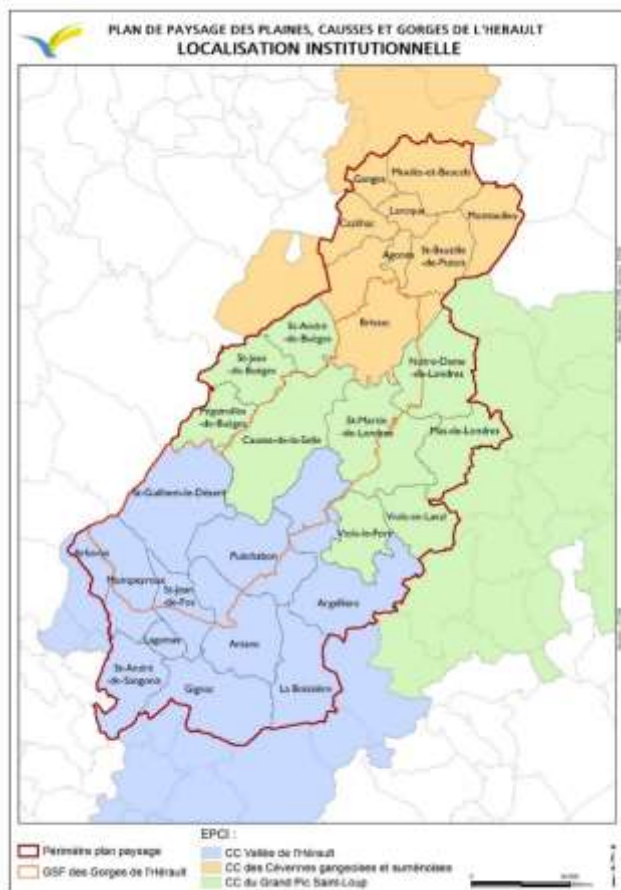 PLAN DE PAYSAGE DES PLAINES, CAUSSES ET GORGES DE L'HERAULT
LOCALISATION INSTITUTIONNELLE
Ganges
Moulès-et-Baucels
Laroque
Cazilhac
Montoulieu
Agonès
St-Bauzille
-de-Putois
Brissac
St-André
-de-Buèges
St-Jean
-de-Buèges
Notre-Dame
-de-Londres
Pégairolles
-de-Buèges
Causse-de-la-Selle
St-Martin
-de-Londres
Mas-de-Londres
St-Guilhem-le-Désert
Viols-en-Laval
Viols-le-Fort
Arboras
Puéchabon
Montpeyroux
St-Jean
-de-Fos
Argelliers
Lagamas
Aniane
St-André
-de-Sangonis
Gignac
La Boissière
EPCI :
Périmètre plan paysage
GSF des Gorges de l'Hérault
CC Vallée de l'Hérault
CC des Cévennes gangeoises et suménoises
CC du Grand Pic Saint-Loup